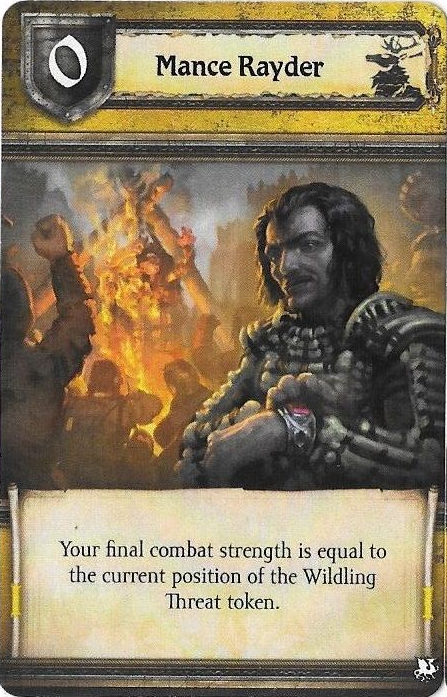 0
Mance Rayder
Your final combat strength is equal to
the current position of the Wildling
Threat token.